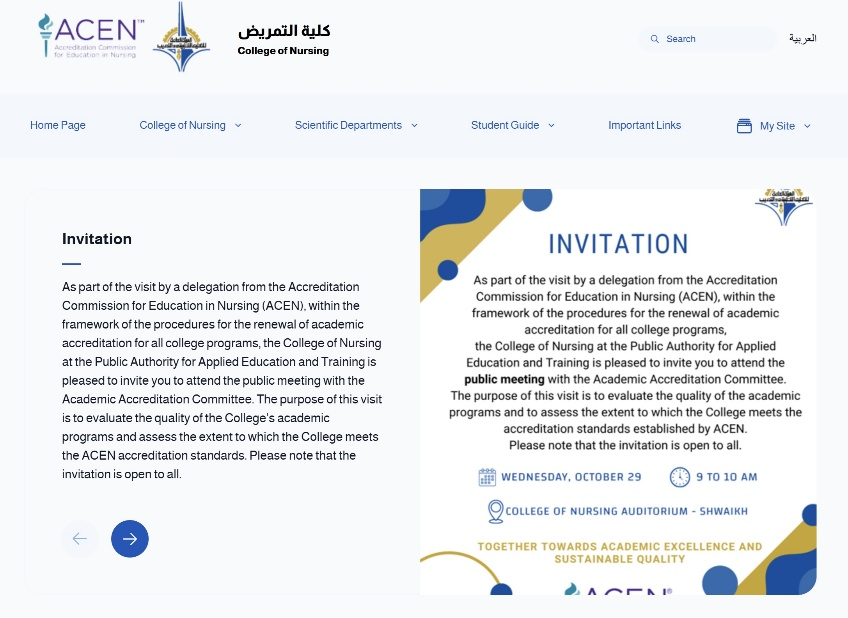 ACEN™
Accreditation Commission
for Education in Nursing
كلية التمريض
College of Nursing
Search
العربية
Home Page
College of Nursing
Scientific Departments
Student Guide
Important Links
My Site
Invitation
As part of the visit by a delegation from the Accreditation
Commission for Education in Nursing (ACEN), within the
framework of the procedures for the renewal of academic
accreditation for all college programs, the College of Nursing
at the Public Authority for Applied Education and Training is
pleased to invite you to attend the public meeting with the
Academic Accreditation Committee. The purpose of this visit
is to evaluate the quality of the College's academic
programs and assess the extent to which the College meets
the ACEN accreditation standards. Please note that the
invitation is open to all.
INVITATION
As part of the visit by a delegation from the Accreditation
Commission for Education in Nursing (ACEN), within the
framework of the procedures for the renewal of academic
accreditation for all college programs,
the College of Nursing at the Public Authority for Applied
Education and Training is pleased to invite you to attend the
public meeting with the Academic Accreditation Committee.
The purpose of this visit is to evaluate the quality of the academic
programs and to assess the extent to which the College meets the
accreditation standards established by ACEN.
Please note that the invitation is open to all.
WEDNESDAY, OCTOBER 29
9 TO 10 AM
COLLEGE OF NURSING AUDITORIUM - SHWAIKH
TOGETHER TOWARDS ACADEMIC EXCELLENCE AND
SUSTAINABLE QUALITY
ACEN®